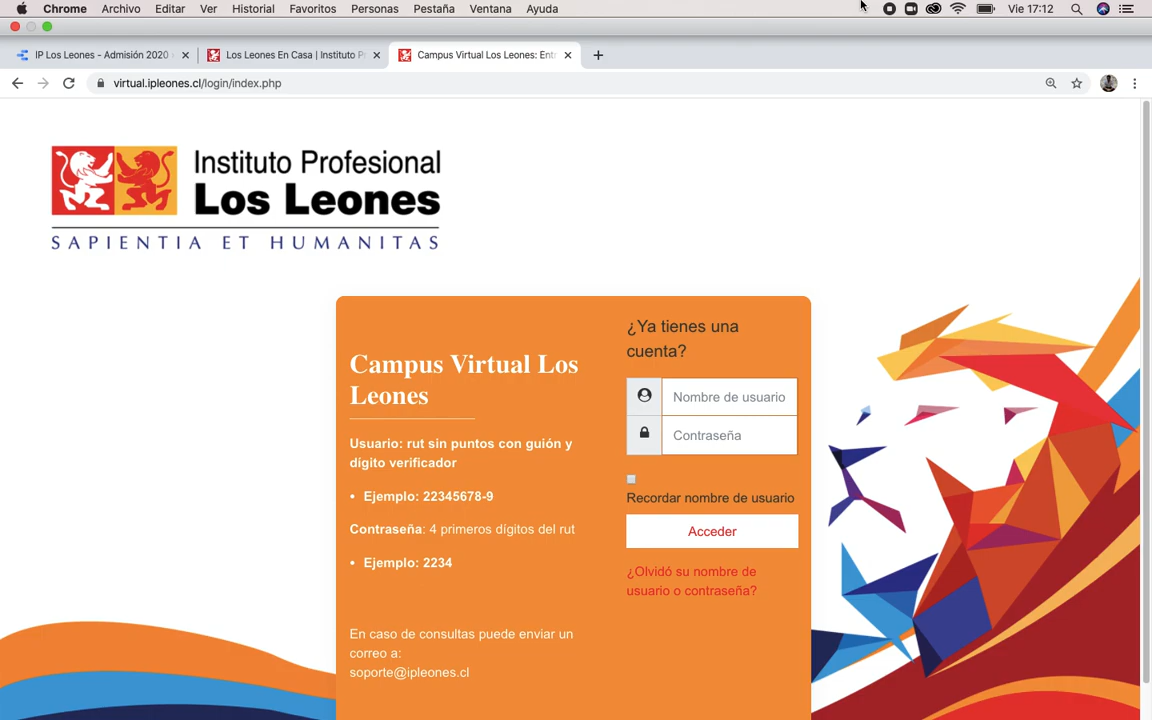 Chrome Archivo Editar Ver Historial Favoritos Personas Pestaña Ventana Ayuda Vie 17:12
IP Los Leones - Admisión 2020 Los Leones En Casa | Instituto Campus Virtual Los Leones:
virtual.ipleones.cl/login/index.php
Instituto Profesional
Los Leones
SAPIENTIA ET HUMANITAS
Campus Virtual Los
Leones
Usuario: rut sin puntos con guión y
dígito verificador
• Ejemplo: 22345678-9
Contraseña: 4 primeros dígitos del rut
• Ejemplo: 2234
En caso de consultas puede enviar un
correo a:
soporte@ipleones.cl
¿Ya tienes una
cuenta?
Nombre de usuario
Contraseña
Recordar nombre de usuario
Acceder
¿Olvidó su nombre de
usuario o contraseña?